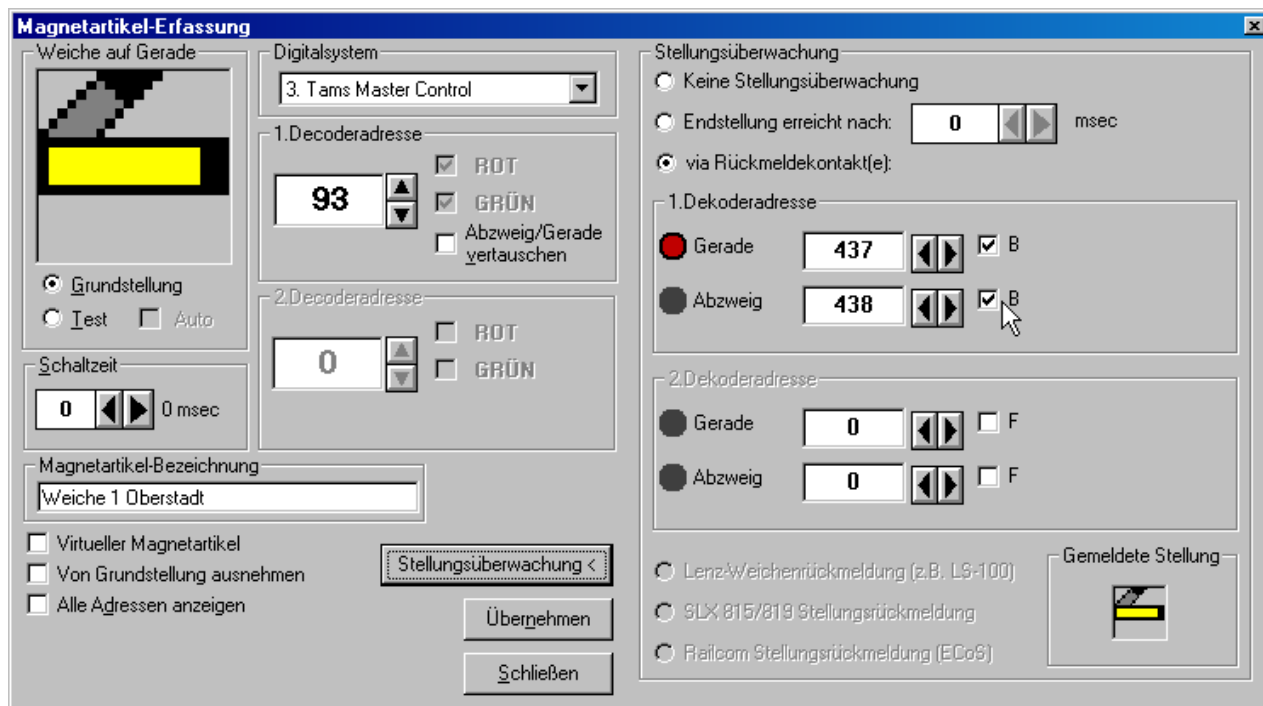 Magnetartikel-Erfassung
Weiche auf Gerade
Grundstellung
Test
Auto
Schaltzeit
0
0 msec
Digitalsystem
3. Tams Master Control
1.Decoderadresse
93
ROT
GRÜN
Abzweig/Gerade
vertauschen
2.Decoderadresse
0
ROT
GRÜN
Magnetartikel-Bezeichnung
Weiche 1 Oberstadt
Virtueller Magnetartikel
Von Grundstellung ausnehmen
Alle Adressen anzeigen
Stellungsüberwachung <
Übernehmen
Schließen
Stellungsüberwachung
Keine Stellungsüberwachung
Endstellung erreicht nach: 0 msec
via Rückmeldekontakt(e):
1.Dekoderadresse
Gerade 437 B
Abzweig 438 B
2.Dekoderadresse
Gerade 0 F
Abzweig 0 F
Lenz-Weichenrückmeldung (z.B. LS-100)
SLX 815/819 Stellungsrückmeldung
Railcom Stellungsrückmeldung (ECoS)
Gemeldete Stellung